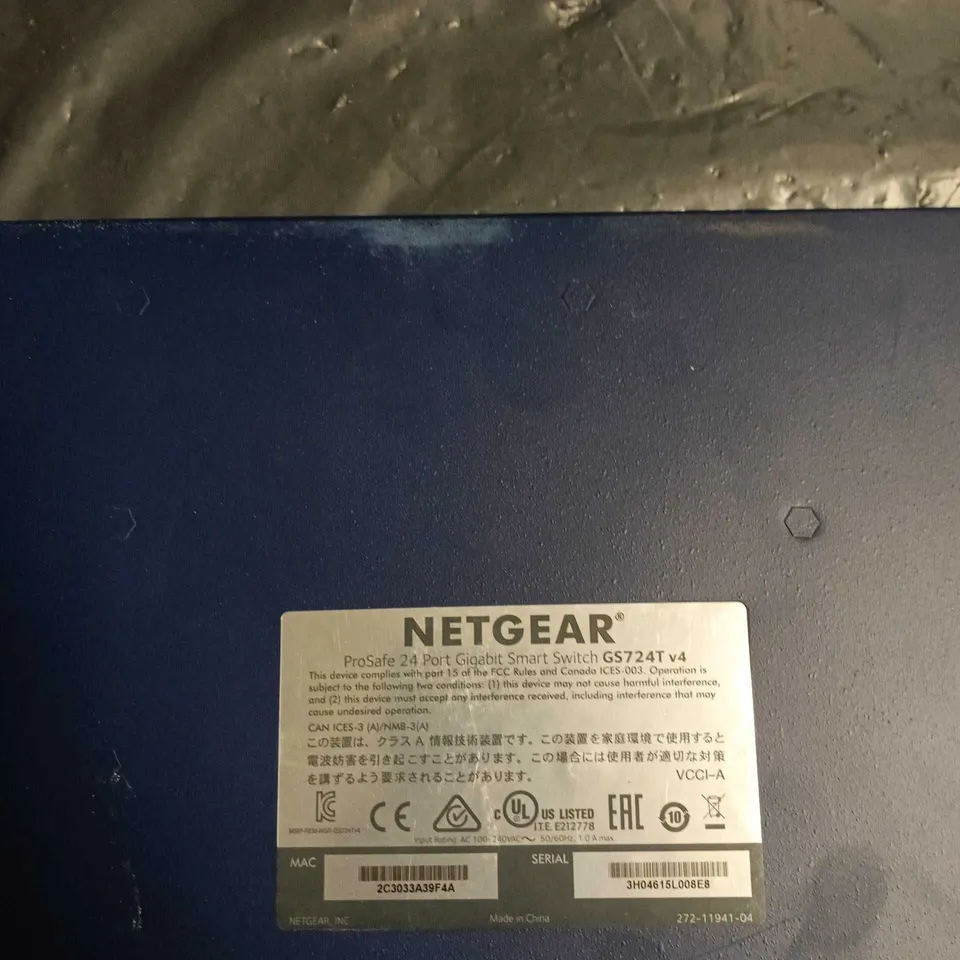 NETGEAR®
ProSafe 24 Port Gigabit Smart Switch GS724T v4
This device complies with part 15 of the FCC Rules and Canada ICES-003. Operation is
subject to the following two conditions: (1) this device may not cause harmful interference,
and (2) this device must accept any interference received, including interference that may
cause undesired operation.
CAN ICES-3 (A)/NMB-3(A)
この装置は、クラスA 情報技術装置です。この装置を家庭環境で使用すると
電波妨害を引き起こすことがあります。この場合には使用者が適切な対策
を講ずるよう要求されることがあります。 VCCI-A
CE c UL US LISTED EAC 10
I.T.E. E212778
Input Rating: AC 100-240VAC~ 50/60Hz, 1.0 A max
MAC 2C3033A39F4A SERIAL 3H04615L008E8
NETGEAR, INC Made in China 272-11941-04